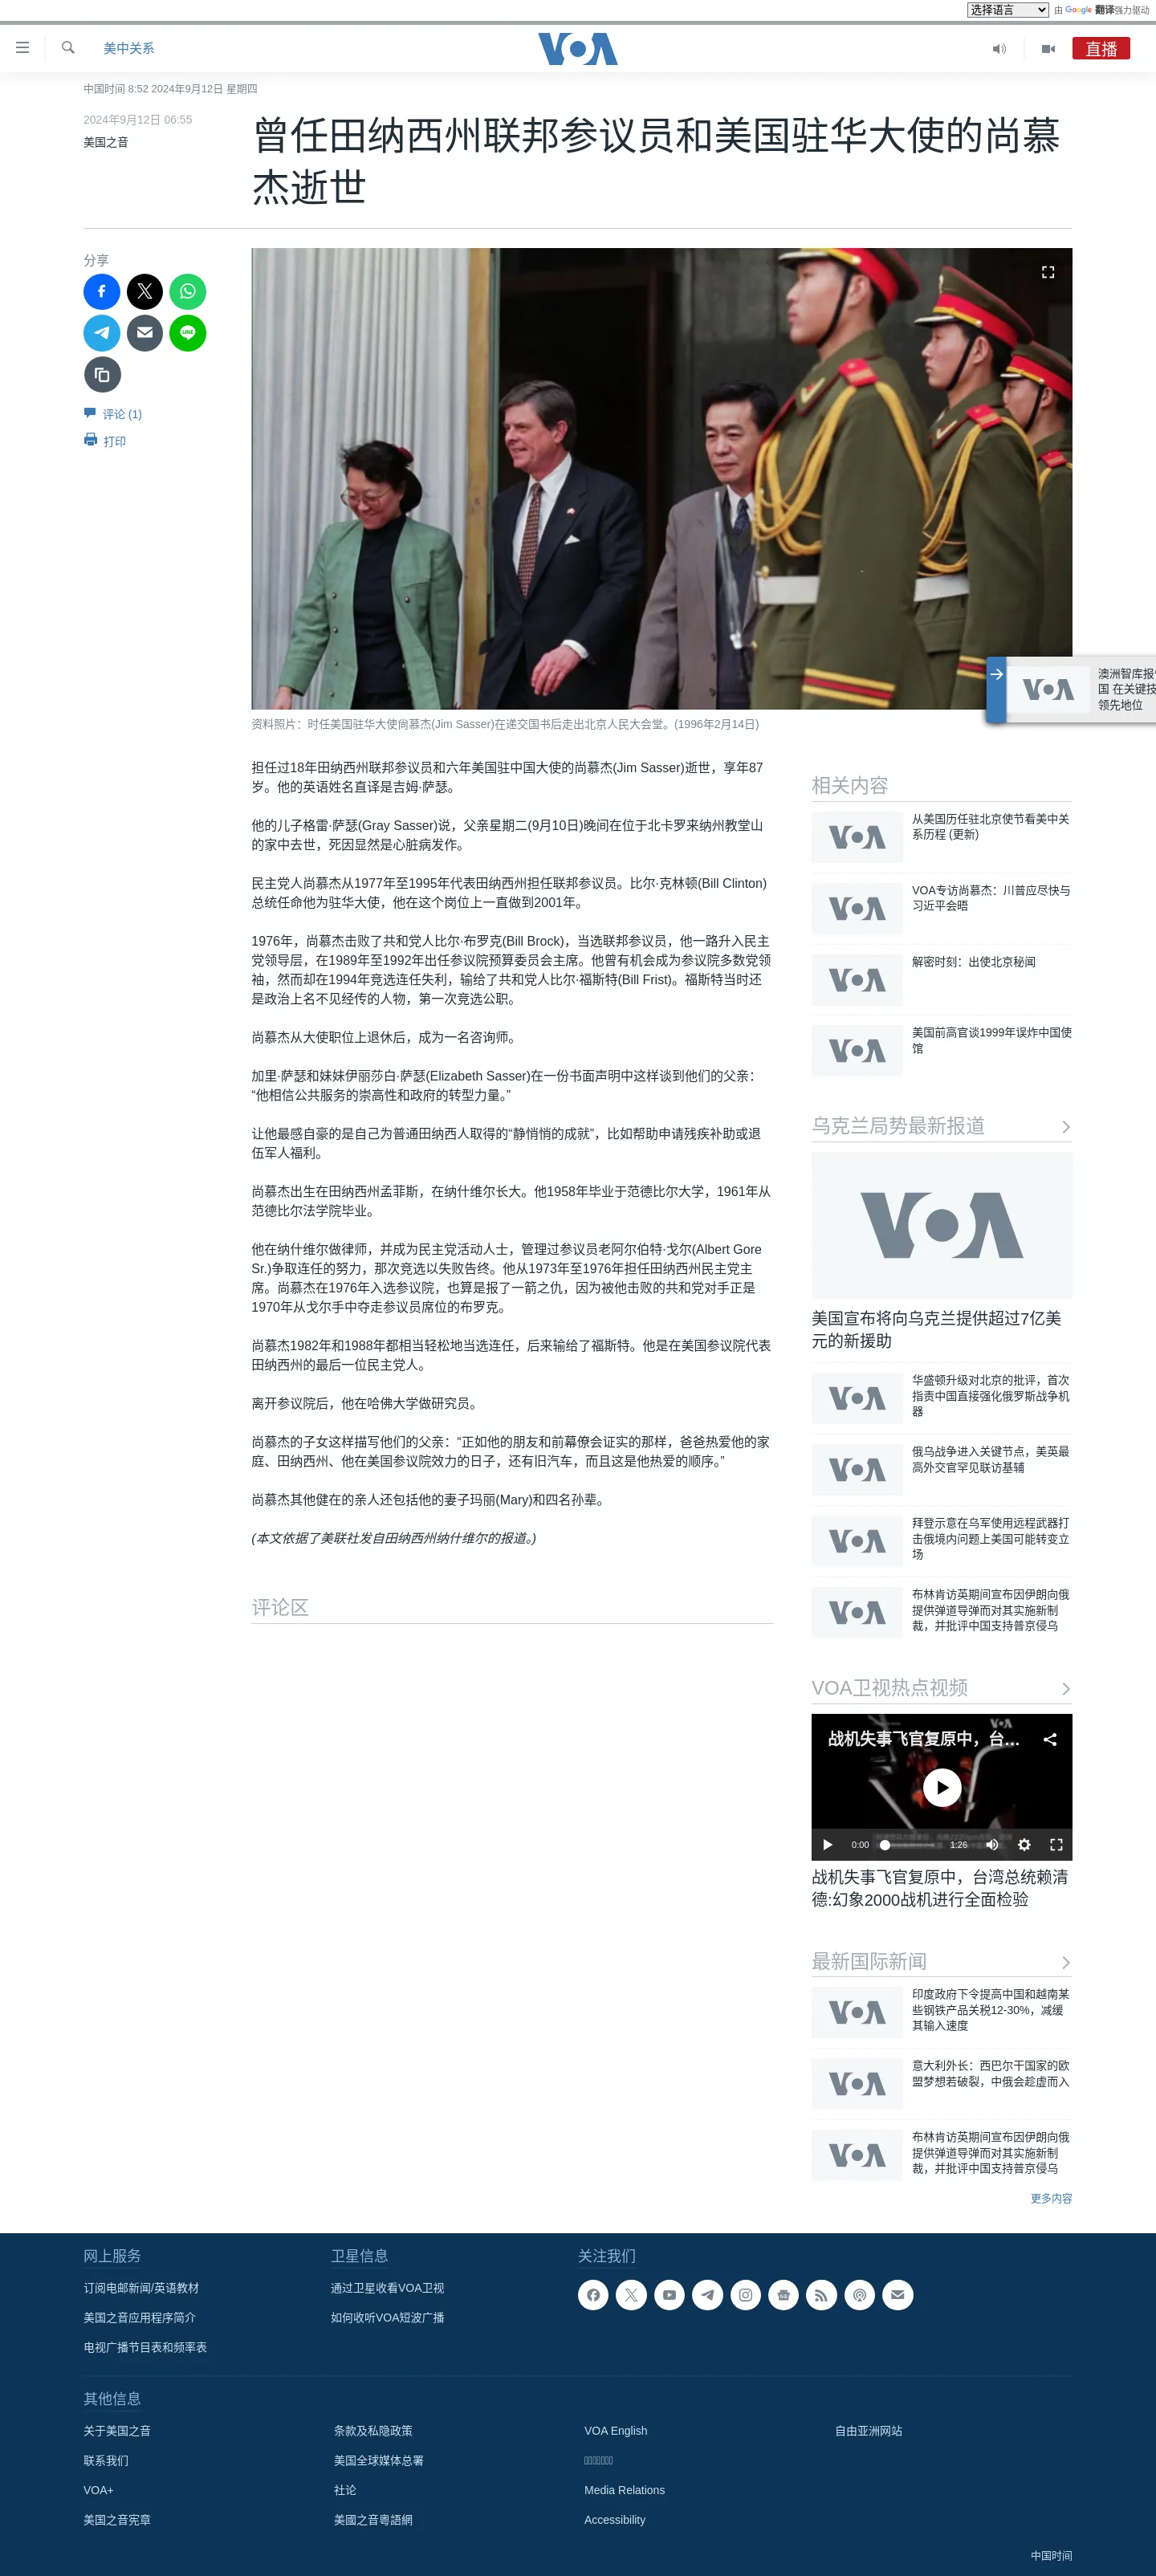 选择语言
由 Google 翻译强力驱动
美中关系
VOA
直播
中国时间 8:52 2024年9月12日 星期四
2024年9月12日 06:55
美国之音
曾任田纳西州联邦参议员和美国驻华大使的尚慕
杰逝世
分享
LINE
评论 (1)
打印
澳洲智库报告
国 在关键技
领先地位
资料照片：时任美国驻华大使尚慕杰(Jim Sasser)在递交国书后走出北京人民大会堂。(1996年2月14日)
担任过18年田纳西州联邦参议员和六年美国驻中国大使的尚慕杰(Jim Sasser)逝世，享年87
岁。他的英语姓名直译是吉姆·萨瑟。
他的儿子格雷·萨瑟(Gray Sasser)说，父亲星期二(9月10日)晚间在位于北卡罗来纳州教堂山
的家中去世，死因显然是心脏病发作。
民主党人尚慕杰从1977年至1995年代表田纳西州担任联邦参议员。比尔·克林顿(Bill Clinton)
总统任命他为驻华大使，他在这个岗位上一直做到2001年。
1976年，尚慕杰击败了共和党人比尔·布罗克(Bill Brock)，当选联邦参议员，他一路升入民主
党领导层，在1989年至1992年出任参议院预算委员会主席。他曾有机会成为参议院多数党领
袖，然而却在1994年竞选连任失利，输给了共和党人比尔·福斯特(Bill Frist)。福斯特当时还
是政治上名不见经传的人物，第一次竞选公职。
尚慕杰从大使职位上退休后，成为一名咨询师。
加里·萨瑟和妹妹伊丽莎白·萨瑟(Elizabeth Sasser)在一份书面声明中这样谈到他们的父亲：
“他相信公共服务的崇高性和政府的转型力量。”
让他最感自豪的是自己为普通田纳西人取得的“静悄悄的成就”，比如帮助申请残疾补助或退
伍军人福利。
尚慕杰出生在田纳西州孟菲斯，在纳什维尔长大。他1958年毕业于范德比尔大学，1961年从
范德比尔法学院毕业。
他在纳什维尔做律师，并成为民主党活动人士，管理过参议员老阿尔伯特·戈尔(Albert Gore
Sr.)争取连任的努力，那次竞选以失败告终。他从1973年至1976年担任田纳西州民主党主
席。尚慕杰在1976年入选参议院，也算是报了一箭之仇，因为被他击败的共和党对手正是
1970年从戈尔手中夺走参议员席位的布罗克。
尚慕杰1982年和1988年都相当轻松地当选连任，后来输给了福斯特。他是在美国参议院代表
田纳西州的最后一位民主党人。
离开参议院后，他在哈佛大学做研究员。
尚慕杰的子女这样描写他们的父亲：“正如他的朋友和前幕僚会证实的那样，爸爸热爱他的家
庭、田纳西州、他在美国参议院效力的日子，还有旧汽车，而且这是他热爱的顺序。”
尚慕杰其他健在的亲人还包括他的妻子玛丽(Mary)和四名孙辈。
(本文依据了美联社发自田纳西州纳什维尔的报道。)
评论区
相关内容
VOA
从美国历任驻北京使节看美中关
系历程 (更新)
VOA
VOA专访尚慕杰：川普应尽快与
习近平会晤
VOA
解密时刻：出使北京秘闻
VOA
美国前高官谈1999年误炸中国使
馆
乌克兰局势最新报道
VOA
美国宣布将向乌克兰提供超过7亿美
元的新援助
VOA
华盛顿升级对北京的批评，首次
指责中国直接强化俄罗斯战争机
器
VOA
俄乌战争进入关键节点，美英最
高外交官罕见联访基辅
VOA
拜登示意在乌军使用远程武器打
击俄境内问题上美国可能转变立
场
VOA
布林肯访英期间宣布因伊朗向俄
提供弹道导弹而对其实施新制
裁，并批评中国支持普京侵乌
VOA卫视热点视频
战机失事飞官复原中，台...
0:00
1:26
战机失事飞官复原中，台湾总统赖清
德:幻象2000战机进行全面检验
最新国际新闻
VOA
印度政府下令提高中国和越南某
些钢铁产品关税12-30%，减缓
其输入速度
VOA
意大利外长：西巴尔干国家的欧
盟梦想若破裂，中俄会趁虚而入
VOA
布林肯访英期间宣布因伊朗向俄
提供弹道导弹而对其实施新制
裁，并批评中国支持普京侵乌
更多内容
网上服务
订阅电邮新闻/英语教材
美国之音应用程序简介
电视广播节目表和频率表
卫星信息
通过卫星收看VOA卫视
如何收听VOA短波广播
关注我们
其他信息
关于美国之音
联系我们
VOA+
美国之音宪章
条款及私隐政策
美国全球媒体总署
社论
美國之音粵語網
VOA English
Media Relations
Accessibility
自由亚洲网站
中国时间